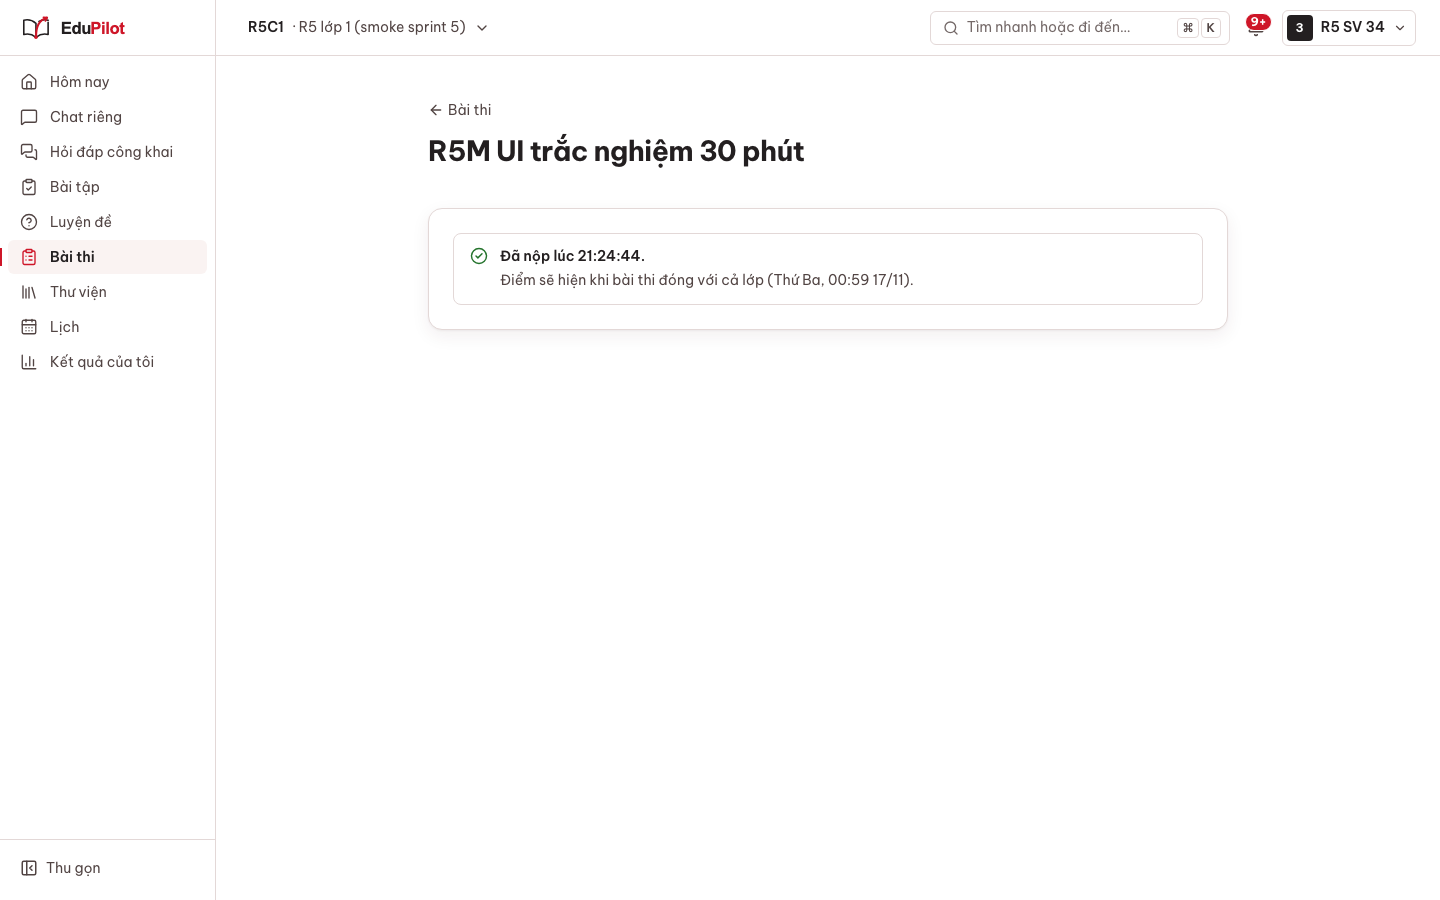 EduPilot
R5C1 · R5 lớp 1 (smoke sprint 5)
Tìm nhanh hoặc đi đến...
⌘ K
9+
3 R5 SV 34
Hôm nay
Chat riêng
Hỏi đáp công khai
Bài tập
Luyện đề
Bài thi
Thư viện
Lịch
Kết quả của tôi
Thu gọn
Bài thi
R5M UI trắc nghiệm 30 phút
Đã nộp lúc 21:24:44.
Điểm sẽ hiện khi bài thi đóng với cả lớp (Thứ Ba, 00:59 17/11).